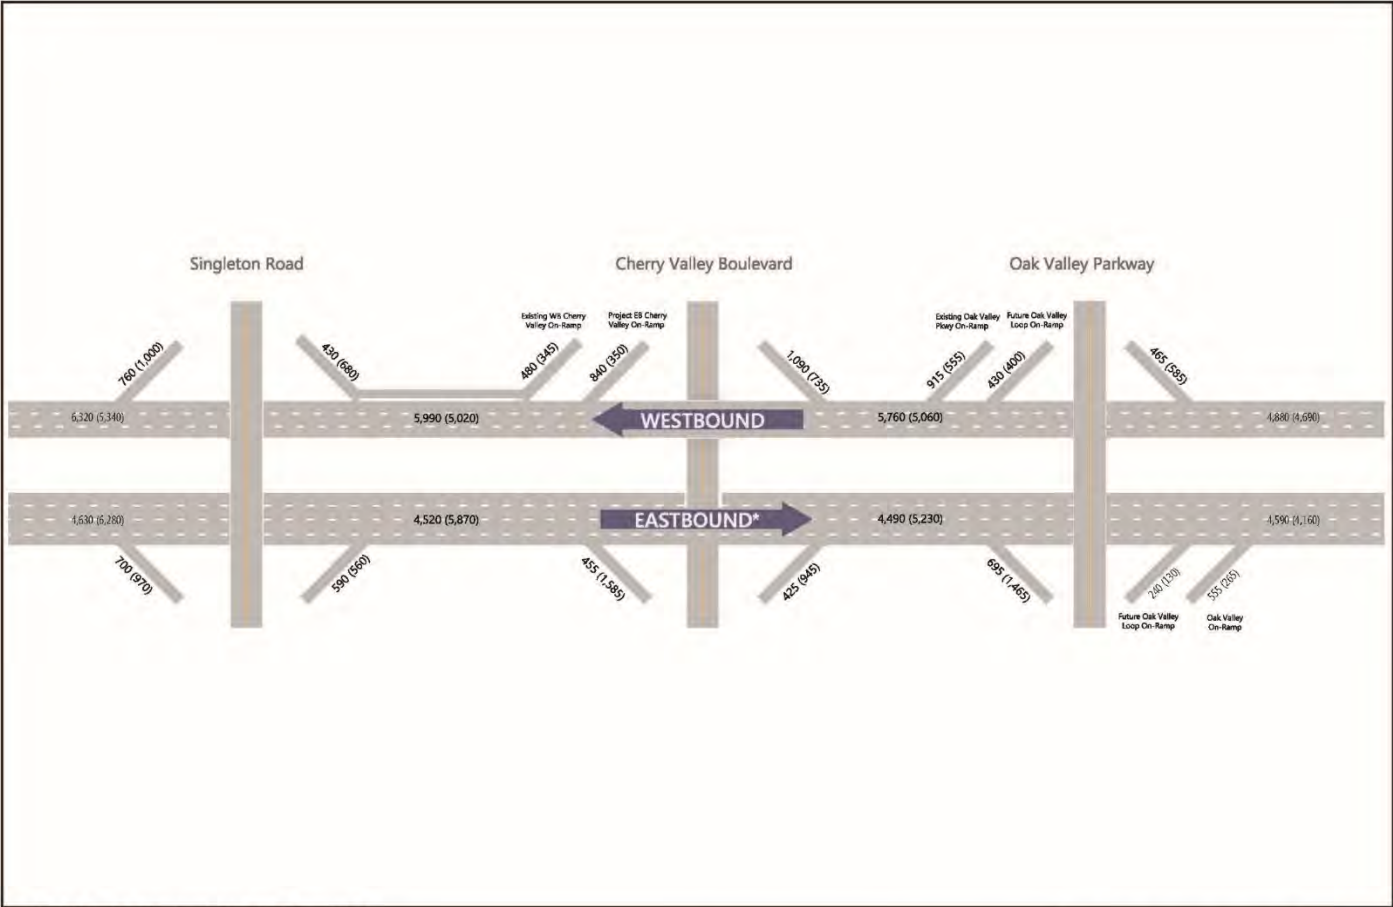 Singleton Road
Cherry Valley Boulevard
Oak Valley Parkway
Existing WB Cherry
Valley On-Ramp
Project EB Cherry
Valley On-Ramp
Existing Oak Valley
Pkwy On-Ramp
Future Oak Valley
Loop On-Ramp
760 (1,000)
430 (680)
480 (345)
840 (350)
1,090 (735)
915 (555)
430 (400)
465 (585)
6,320 (5,340)
5,990 (5,020)
WESTBOUND
5,760 (5,060)
4,880 (4,690)
4,630 (6,280)
4,520 (5,870)
EASTBOUND*
4,490 (5,230)
4,590 (4,160)
700 (970)
590 (560)
455 (1,585)
425 (945)
695 (1,465)
240 (130)
555 (265)
Future Oak Valley
Loop On-Ramp
Oak Valley
On-Ramp